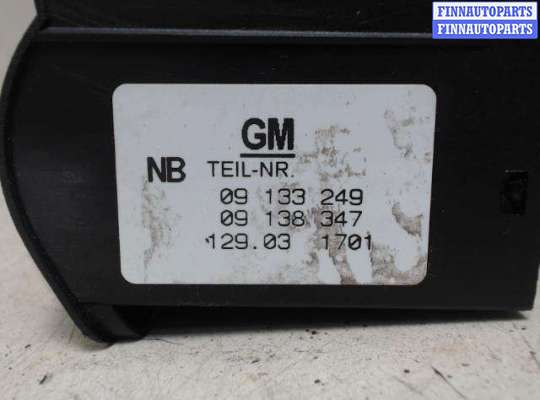 FINNAUTOPARTS
FINNAUTOPARTS
GM
NB TEIL-NR.
09 133 249
09 138 347
129.03 1701